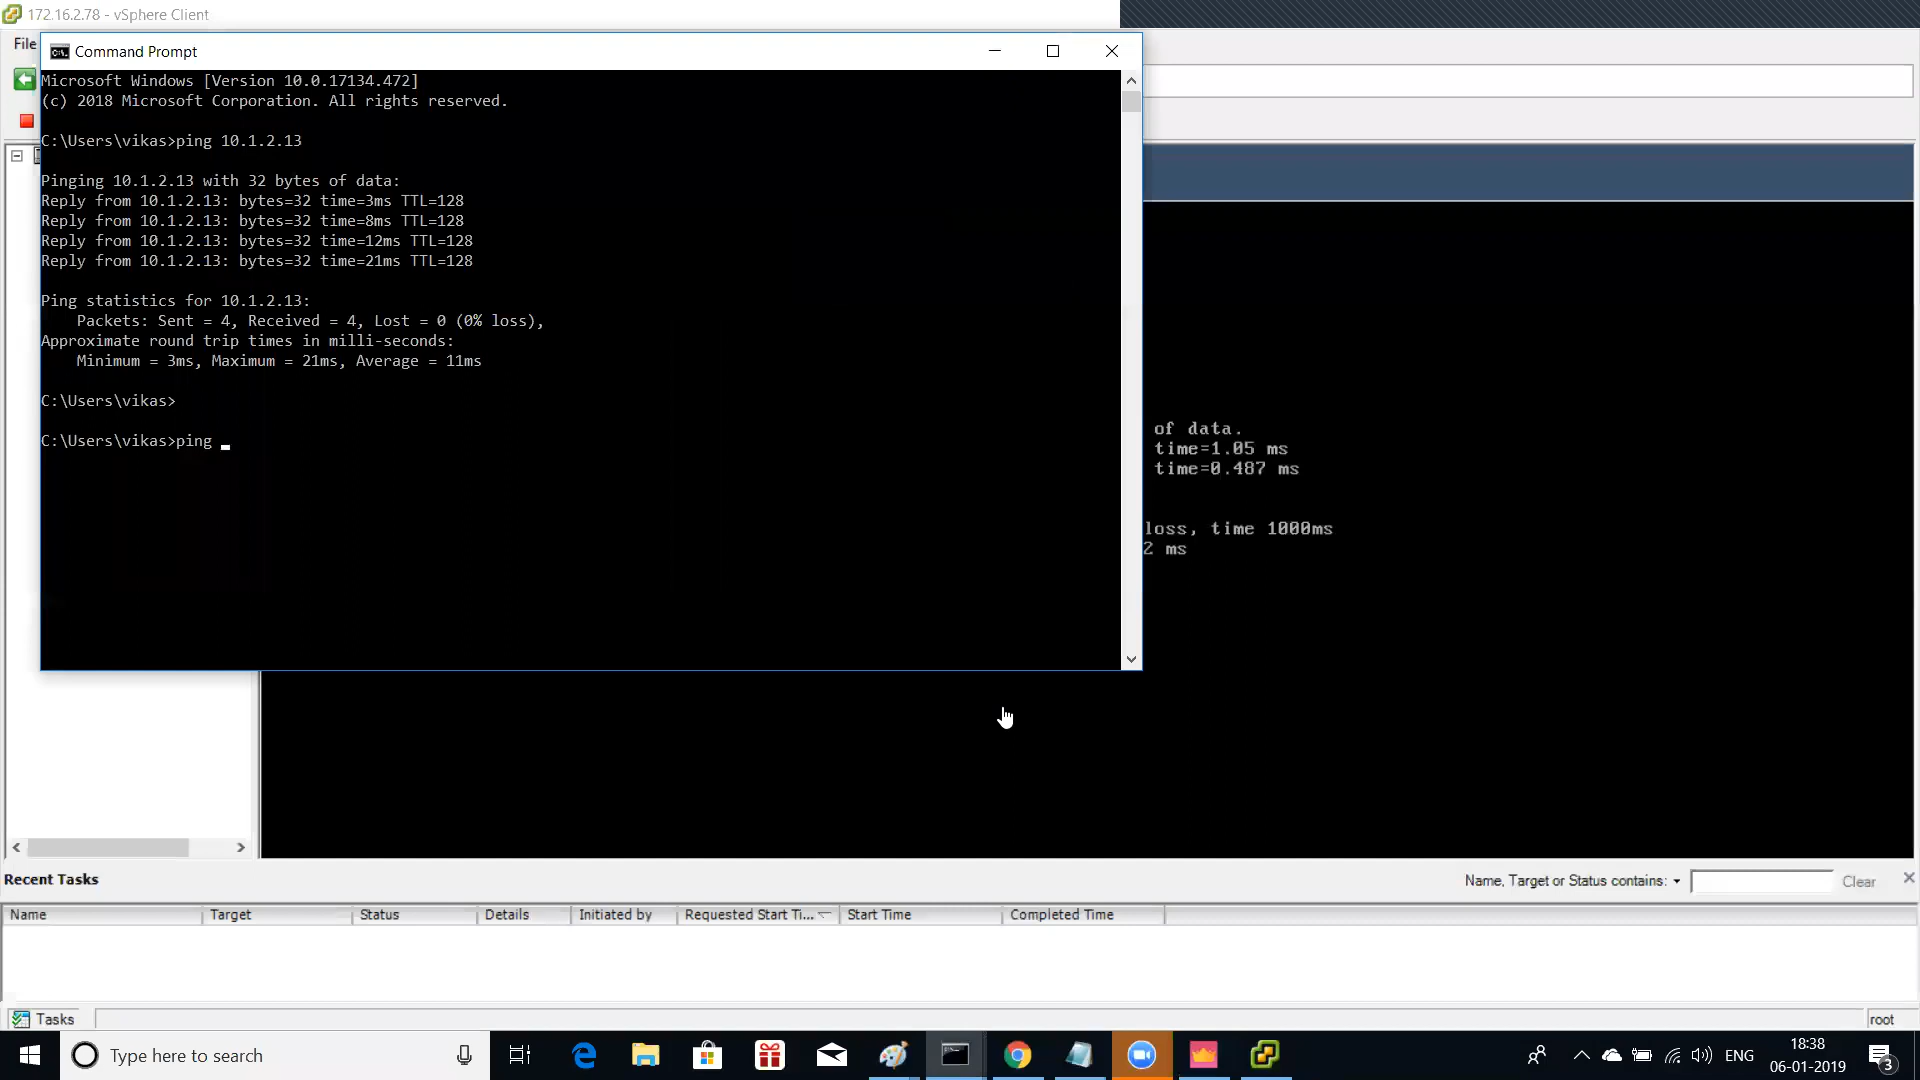 172.16.2.78 - vSphere Client
File
Command Prompt
Microsoft Windows [Version 10.0.17134.472]
(c) 2018 Microsoft Corporation. All rights reserved.
C:\Users\vikas>ping 10.1.2.13
Pinging 10.1.2.13 with 32 bytes of data:
Reply from 10.1.2.13: bytes=32 time=3ms TTL=128
Reply from 10.1.2.13: bytes=32 time=8ms TTL=128
Reply from 10.1.2.13: bytes=32 time=12ms TTL=128
Reply from 10.1.2.13: bytes=32 time=21ms TTL=128
Ping statistics for 10.1.2.13:
Packets: Sent = 4, Received = 4, Lost = 0 (0% loss),
Approximate round trip times in milli-seconds:
Minimum = 3ms, Maximum = 21ms, Average = 11ms
C:\Users\vikas>
C:\Users\vikas>ping _
of data.
time=1.05 ms
time=0.487 ms
loss, time 1000ms
2 ms
Recent Tasks
Name, Target or Status contains:
Clear
Name Target Status Details Initiated by Requested Start Ti... Start Time Completed Time
Tasks
root
Type here to search
ENG
18:38
06-01-2019
3